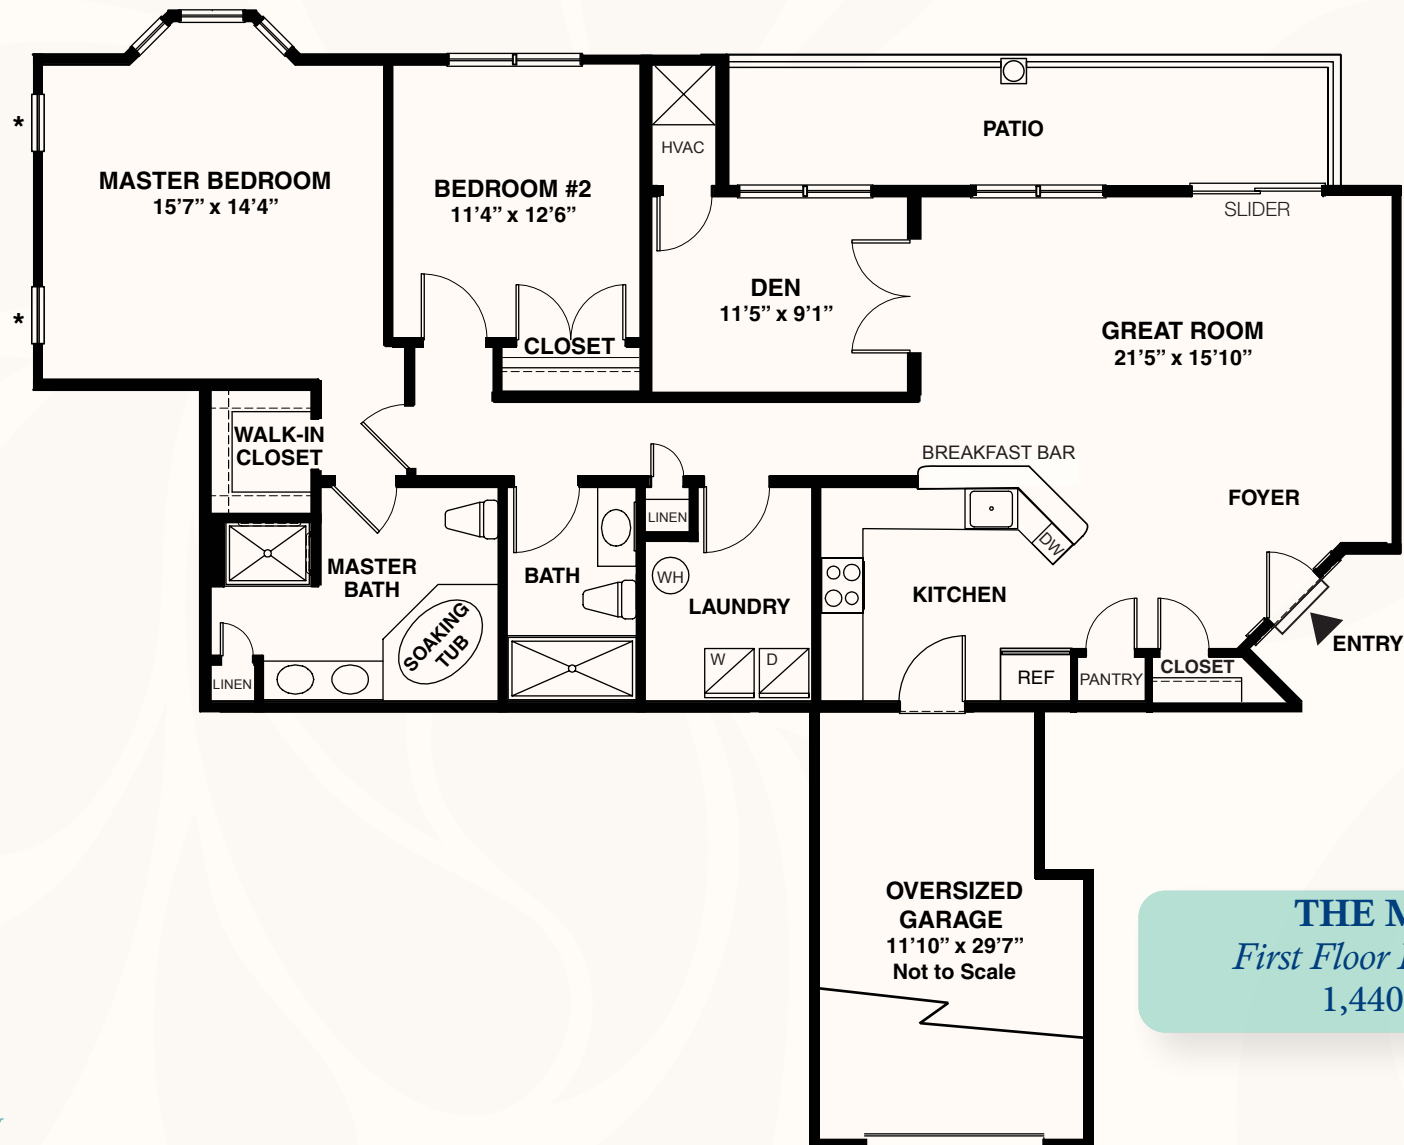 *
*
MASTER BEDROOM
15’7” x 14’4”
BEDROOM #2
11’4” x 12’6”
CLOSET
HVAC
PATIO
SLIDER
DEN
11’5” x 9’1”
GREAT ROOM
21’5” x 15’10”
WALK-IN
CLOSET
BREAKFAST BAR
FOYER
LINEN
DW
MASTER
BATH
BATH
WH
LAUNDRY
KITCHEN
SOAKING
TUB
ENTRY
LINEN
W
D
REF
PANTRY
CLOSET
OVERSIZED
GARAGE
11’10” x 29’7”
Not to Scale
THE
First Floor
1,440